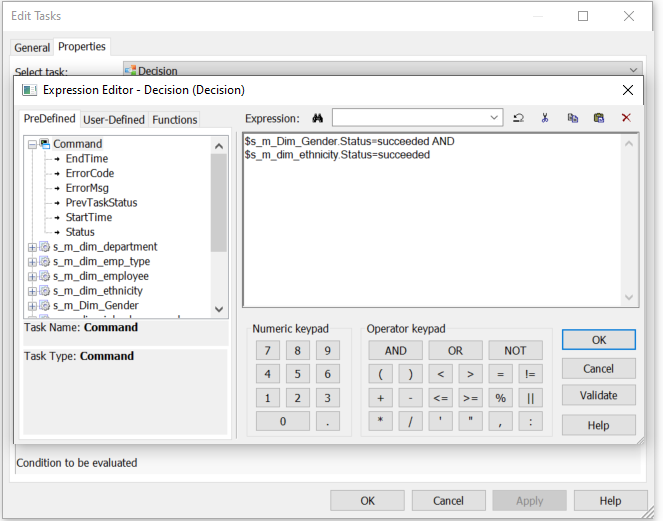 Edit Tasks
General Properties
Select task: Decision
Expression Editor - Decision (Decision)
PreDefined User-Defined Functions
Expression:
Command
EndTime
ErrorCode
ErrorMsg
PrevTaskStatus
StartTime
Status
s_m_dim_department
s_m_dim_emp_type
s_m_dim_employee
s_m_dim_ethnicity
s_m_Dim_Gender
$s_m_Dim_Gender.Status=succeeded AND
$s_m_dim_ethnicity.Status=succeeded
Task Name: Command
Task Type: Command
Numeric keypad
7 8 9
4 5 6
1 2 3
0 .
Operator keypad
AND OR NOT
( ) < > = !=
+ - <= >= % ||
* / ' " , :
OK
Cancel
Validate
Help
Condition to be evaluated
OK Cancel Apply Help